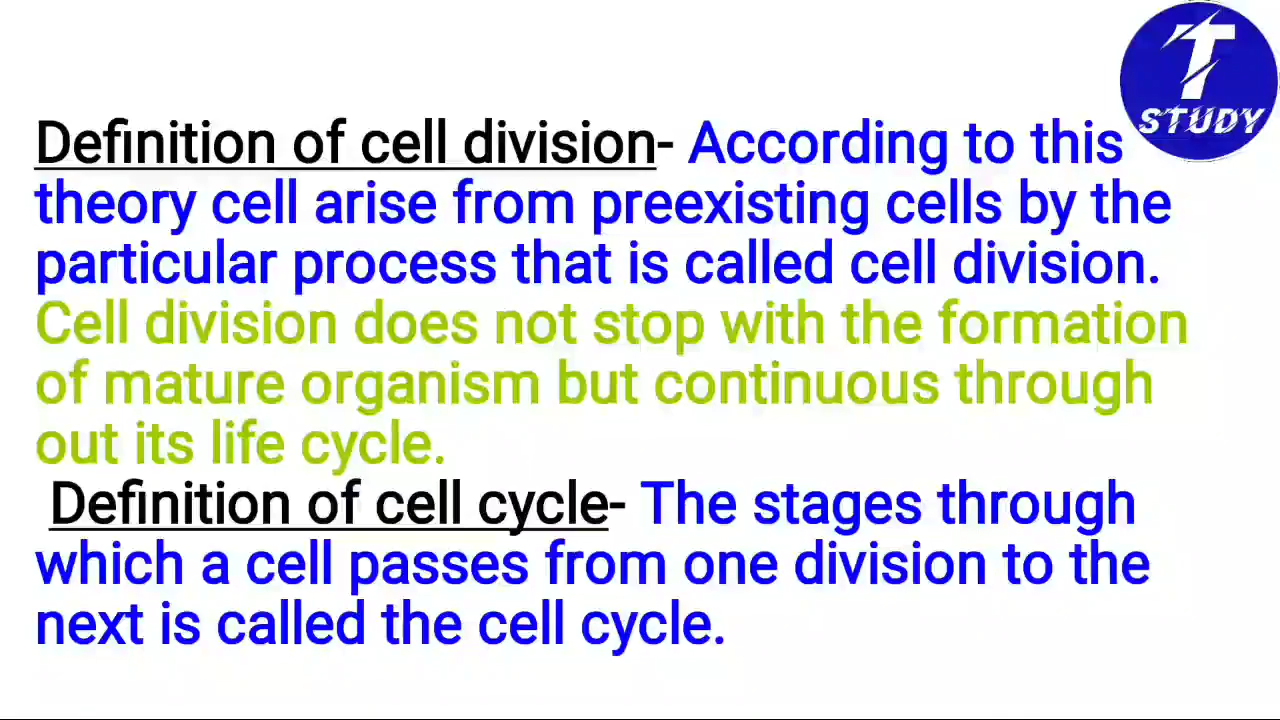 T
STUDY
Definition of cell division- According to this
theory cell arise from preexisting cells by the
particular process that is called cell division.
Cell division does not stop with the formation
of mature organism but continuous through
out its life cycle.
Definition of cell cycle- The stages through
which a cell passes from one division to the
next is called the cell cycle.